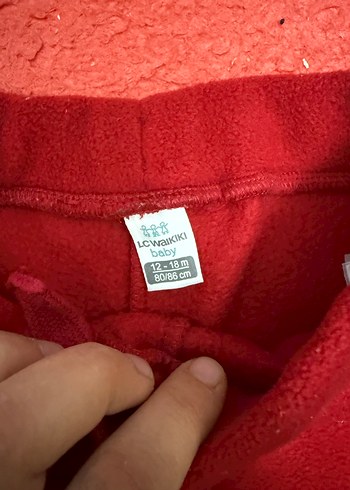 LC WAIKIKI
baby
12 - 18 m
80/86 cm